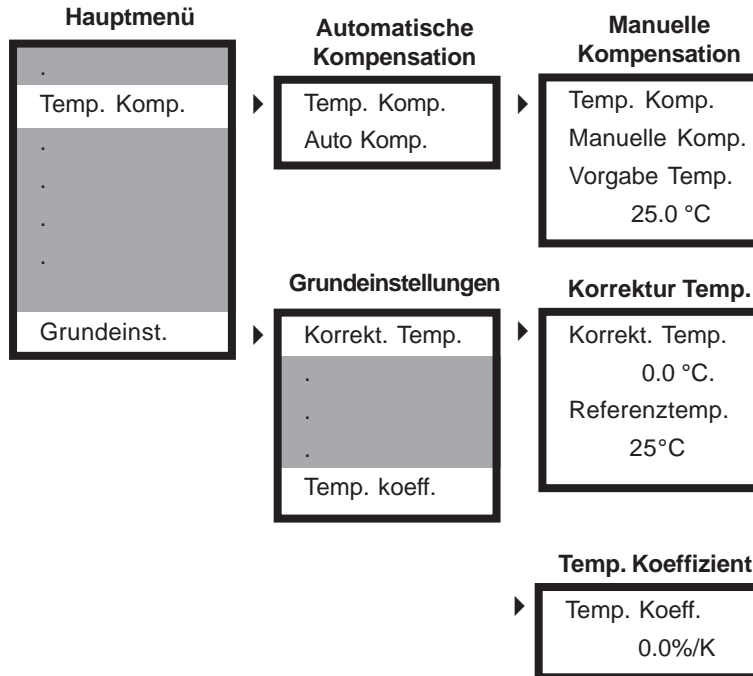 Hauptmenü
.
Temp. Komp.
.
.
.
.
Grundeinst.
Automatische
Kompensation
Temp. Komp.
Auto Komp.
Manuelle
Kompensation
Temp. Komp.
Manuelle Komp.
Vorgabe Temp.
25.0 °C
Grundeinstellungen
Korrekt. Temp.
.
.
.
Temp. koeff.
Korrektur Temp.
Korrekt. Temp.
0.0 °C.
Referenztemp.
25°C
Temp. Koeffizient
Temp. Koeff.
0.0%/K